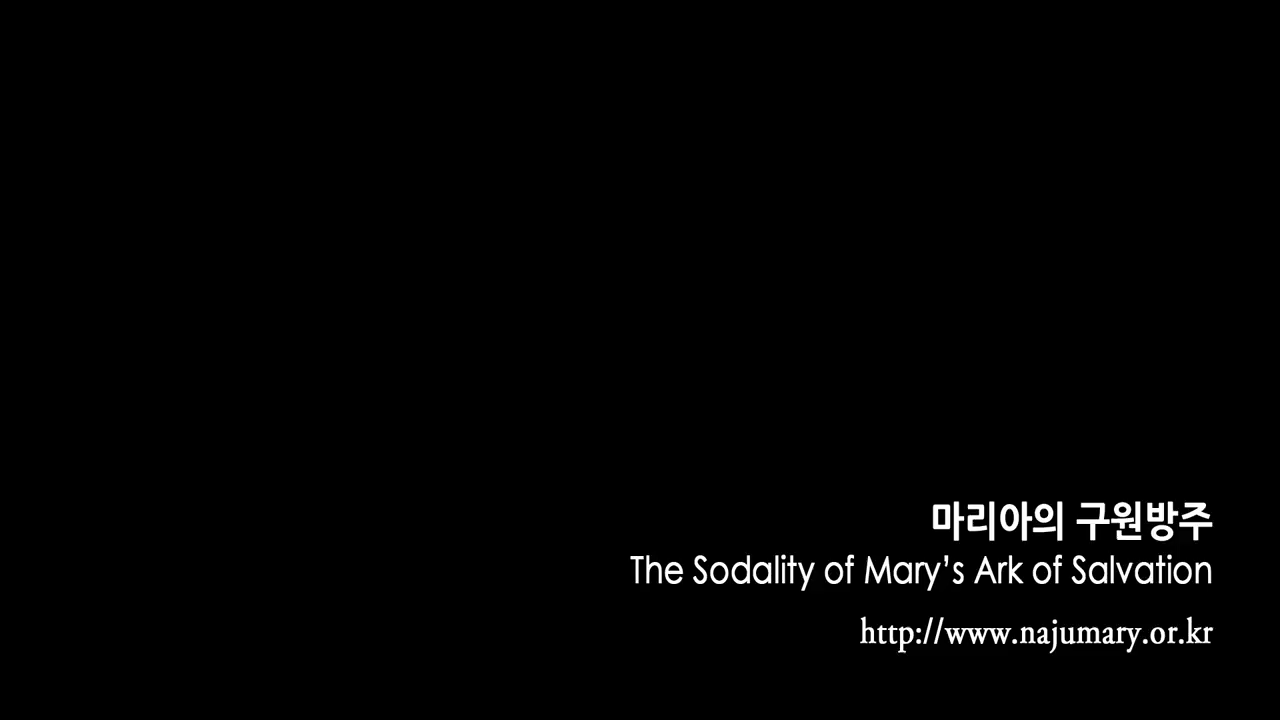 마리아의 구원방주
The Sodality of Mary’s Ark of Salvation
http://www.najumary.or.kr